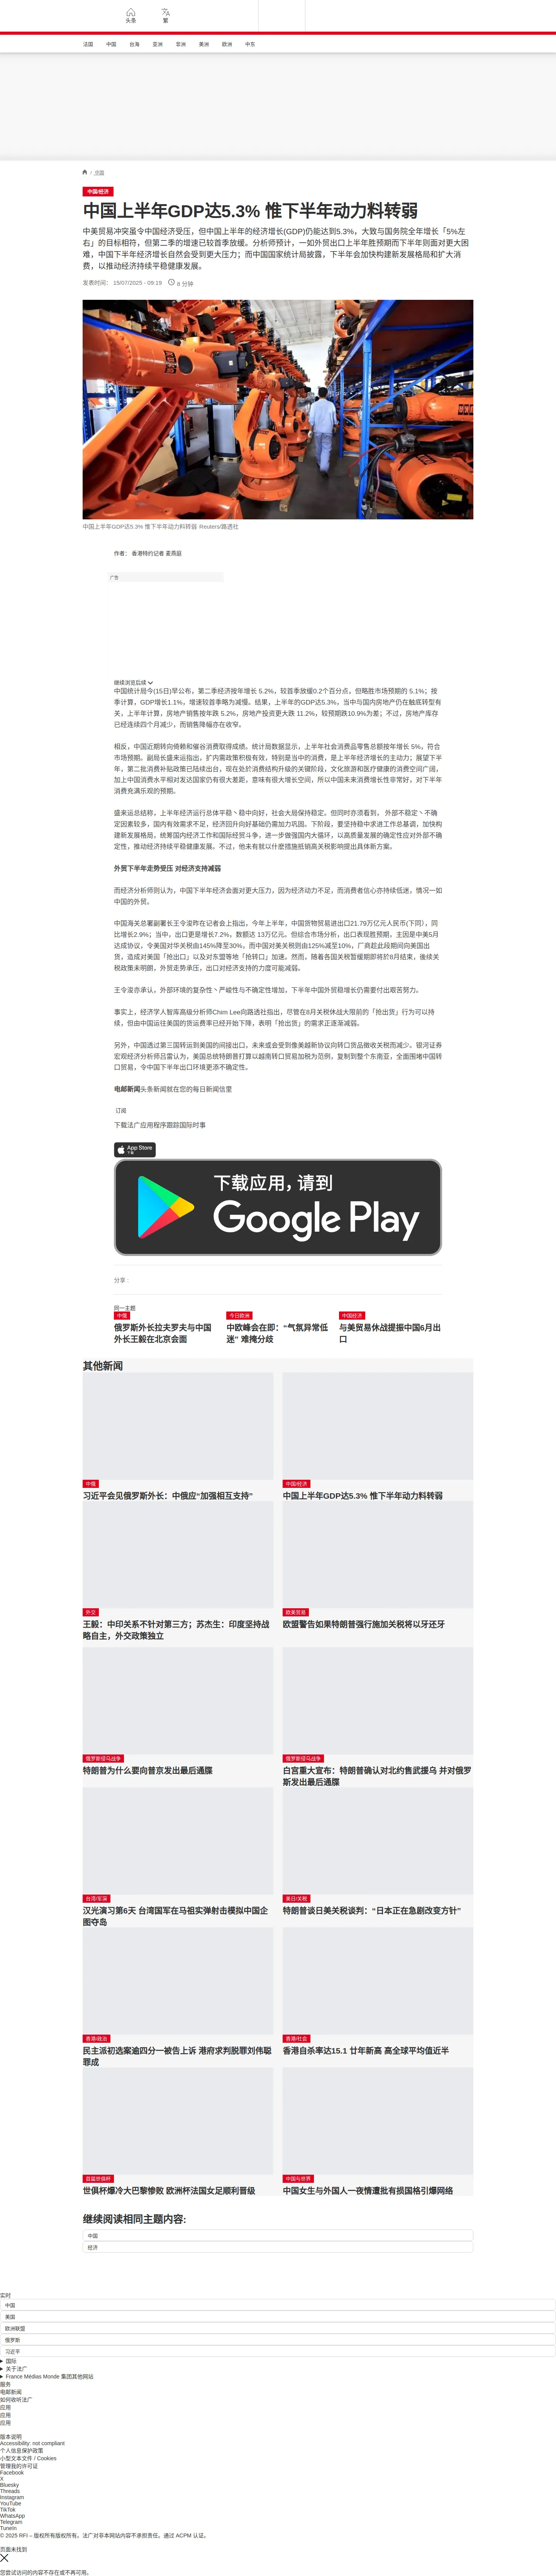 头条
繁
法国
中国
台海
亚洲
非洲
美洲
欧洲
中东
/ 中国
中国/经济
中国上半年GDP达5.3% 惟下半年动力料转弱
中美贸易冲突虽令中国经济受压，但中国上半年的经济增长(GDP)仍能达到5.3%，大致与国务院全年增长「5%左
右」的目标相符，但第二季的增速已较首季放缓。分析师预计，一如外贸出口上半年胜预期而下半年则面对更大困
难，中国下半年经济增长自然会受到更大压力；而中国国家统计局披露，下半年会加快构建新发展格局和扩大消
费，以推动经济持续平稳健康发展。
发表时间： 15/07/2025 - 09:19
8 分钟
中国上半年GDP达5.3% 惟下半年动力料转弱 Reuters/路透社
作者： 香港特约记者 麦燕庭
广告
继续浏览后续
中国统计局今(15日)早公布，第二季经济按年增长 5.2%，较首季放缓0.2个百分点，但略胜市场预期的 5.1%；按
季计算，GDP增长1.1%，增速较首季略为减慢。结果，上半年的GDP达5.3%。当中与国内房地产仍在触底转型有
关，上半年计算，房地产销售按年跌 5.2%，房地产投资更大跌 11.2%，较预期跌10.9%为差；不过，房地产库存
已经连续四个月减少，而销售降幅亦在收窄。
相反，中国近期转向倚赖和催谷消费取得成绩。统计局数据显示，上半年社会消费品零售总额按年增长 5%，符合
市场预期。副局长盛来运指出，扩内需政策积极有效，特别是当中的消费，是上半年经济增长的主动力；展望下半
年，第二批消费补贴政策已陆续出台，现在处於消费结构升级的关键阶段，文化旅游和医疗健康的消费空间广阔，
加上中国消费水平相对发达国家仍有很大差距，意味有很大增长空间，所以中国未来消费增长性非常好，对下半年
消费充满乐观的预期。
盛来运总结称，上半年经济运行总体平稳丶稳中向好，社会大局保持稳定。但同时亦须看到， 外部不稳定丶不确
定因素较多，国内有效需求不足，经济回升向好基础仍需加力巩固。下阶段，要坚持稳中求进工作总基调，加快构
建新发展格局，统筹国内经济工作和国际经贸斗争，进一步做强国内大循环，以高质量发展的确定性应对外部不确
定性，推动经济持续平稳健康发展。不过，他未有就以什麽措施抵销高关税影响提出具体新方案。
外贸下半年走势受压 对经济支持减弱
而经济分析师则认为，中国下半年经济会面对更大压力，因为经济动力不足，而消费者信心亦持续低迷，情况一如
中国的外贸。
中国海关总署副署长王令浚昨在记者会上指出，今年上半年，中国货物贸易进出口21.79万亿元人民币(下同），同
比增长2.9%；当中，出口更是增长7.2%，数额达 13万亿元。但结合市场分析，出口表现胜预期，主因是中美5月
达成协议，令美国对华关税由145%降至30%，而中国对美关税则由125%减至10%，厂商趁此段期间向美国出
货，造成对美国「抢出口」以及对东盟等地「抢转口」加速。然而，随着各国关税暂缓期即将於8月结束，後续关
税政策未明朗，外贸走势承压，出口对经济支持的力度可能减弱。
王令浚亦承认，外部环境的复杂性丶严峻性与不确定性增加，下半年中国外贸稳增长仍需要付出艰苦努力。
事实上，经济学人智库高级分析师Chim Lee向路透社指出，尽管在8月关税休战大限前的「抢出货」行为可以持
续，但由中国运往美国的货运费率已经开始下降，表明「抢出货」的需求正逐渐减弱。
另外，中国透过第三国转运到美国的间接出口，未来或会受到像美越新协议向转口货品徵收关税而减少。银河证券
宏观经济分析师吕雷认为，美国总统特朗普打算以越南转口贸易加税为范例，复制到整个东南亚，全面围堵中国转
口贸易，令中国下半年出口环境更添不确定性。
电邮新闻头条新闻就在您的每日新闻信里
订阅
下载法广应用程序跟踪国际时事
App Store
下载
下载应用，请到
Google Play
分享 :
同一主题
中俄
俄罗斯外长拉夫罗夫与中国
外长王毅在北京会面
今日欧洲
中欧峰会在即：“气氛异常低
迷” 难掩分歧
中国经济
与美贸易休战提振中国6月出
口
其他新闻
中俄
习近平会见俄罗斯外长：中俄应“加强相互支持”
中国/经济
中国上半年GDP达5.3% 惟下半年动力料转弱
外交
王毅：中印关系不针对第三方；苏杰生：印度坚持战
略自主，外交政策独立
欧美贸易
欧盟警告如果特朗普强行施加关税将以牙还牙
俄罗斯侵乌战争
特朗普为什么要向普京发出最后通牒
俄罗斯侵乌战争
白宫重大宣布：特朗普确认对北约售武援乌 并对俄罗
斯发出最后通牒
台湾/军演
汉光演习第6天 台湾国军在马祖实弹射击模拟中国企
图夺岛
美日/关税
特朗普谈日美关税谈判：“日本正在急剧改变方针”
香港/政治
民主派初选案逾四分一被告上诉 港府求判脱罪刘伟聪
罪成
香港/社会
香港自杀率达15.1 廿年新高 高全球平均值近半
首届世俱杯
世俱杯爆冷大巴黎惨败 欧洲杯法国女足顺利晋级
中国与世界
中国女生与外国人一夜情遭批有损国格引爆网络
继续阅读相同主题内容:
中国
经济
实时
中国
美国
欧洲联盟
俄罗斯
习近平
国际
关于法广
France Médias Monde 集团其他网站
服务
电邮新闻
如何收听法广
应用
应用
应用
版本说明
Accessibility: not compliant
个人信息保护政策
小型文本文件 / Cookies
管理我的许可证
Facebook
X
Bluesky
Threads
Instagram
YouTube
TikTok
WhatsApp
Telegram
TuneIn
© 2025 RFI – 版权所有版权所有。法广对非本网站内容不承担责任。通过 ACPM 认证。
页面未找到
您尝试访问的内容不存在或不再可用。